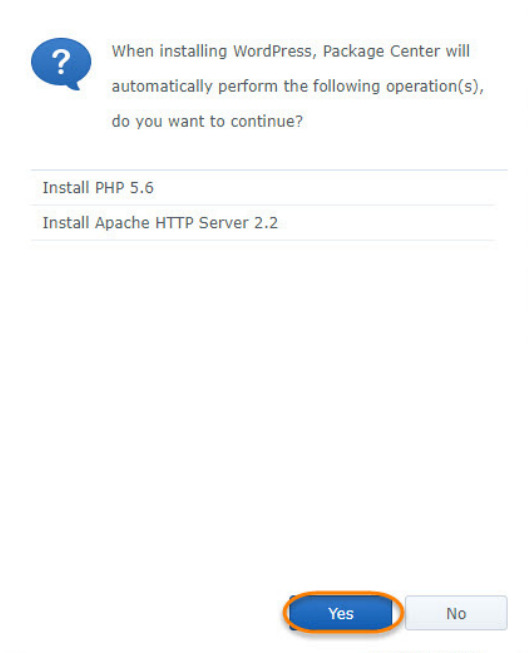 ?
When installing WordPress, Package Center will
automatically perform the following operation(s),
do you want to continue?
Install PHP 5.6
Install Apache HTTP Server 2.2
Yes
No